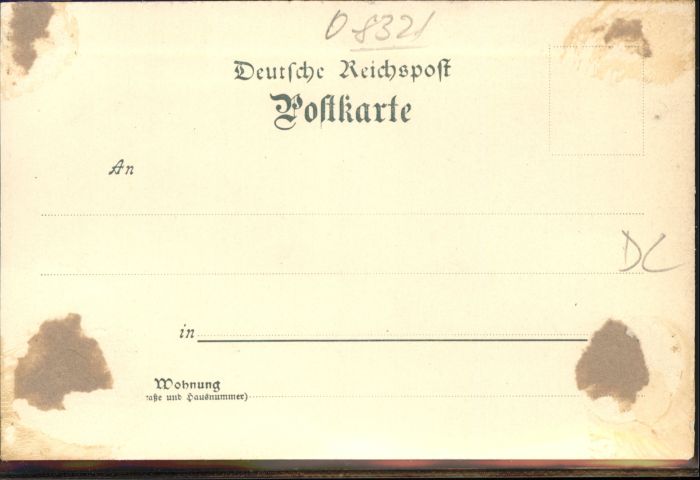 O 8321
Deutsche Reichspost
Postkarte
An
DC
in
Wohnung
aße und Hausnummer)